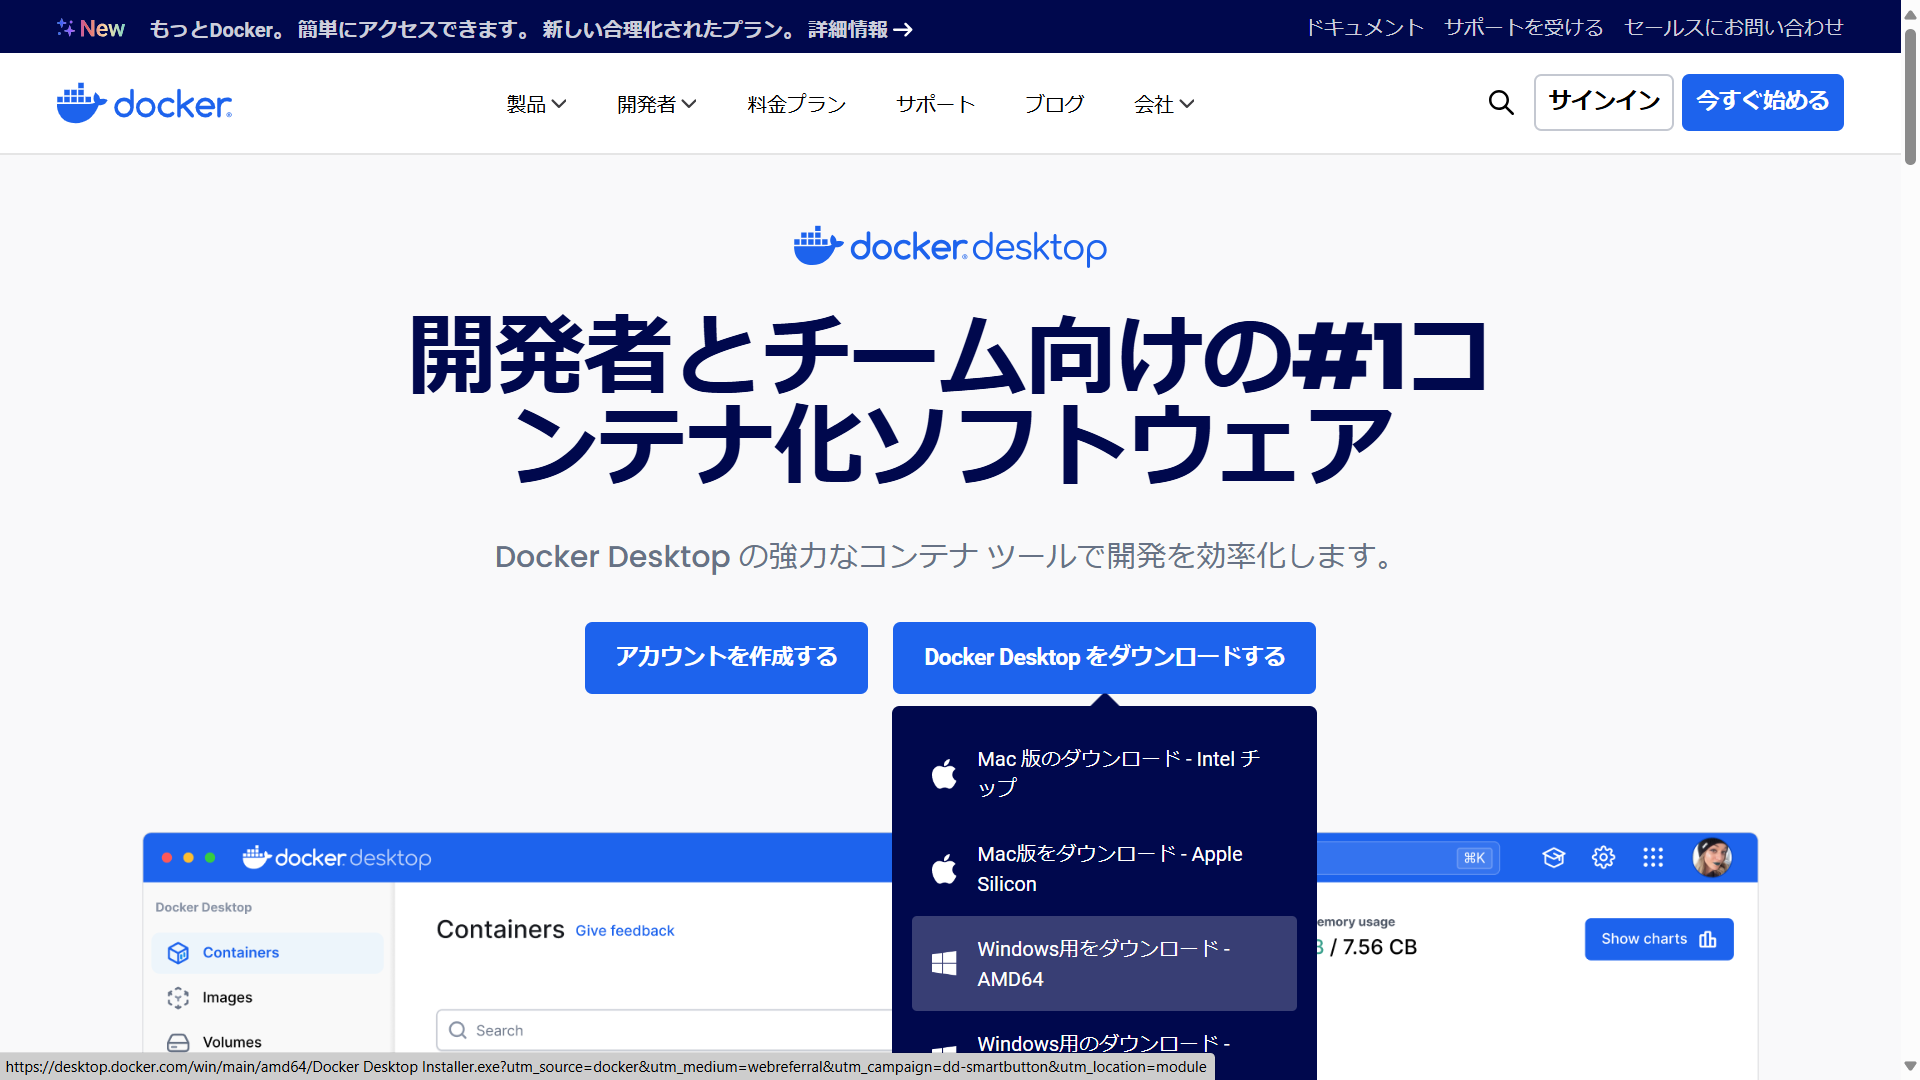 New もっとDocker。 簡単にアクセスできます。 新しい合理化されたプラン。 詳細情報→
ドキュメント サポートを受ける セールスにお問い合わせ
docker
製品 開発者 料金プラン サポート ブログ 会社
サインイン 今すぐ始める
docker desktop
開発者とチーム向けの#1コ
ンテナ化ソフトウェア
Docker Desktop の強力なコンテナ ツールで開発を効率化します。
アカウントを作成する Docker Desktop をダウンロードする
Mac 版のダウンロード - Intel チ
ップ
Mac版をダウンロード - Apple
Silicon
Windows用をダウンロード -
AMD64
Windows用のダウンロード -
docker desktop
⌘K
Docker Desktop
Containers
Images
Volumes
Containers Give feedback
Search
emory usage
/ 7.56 CB
Show charts
https://desktop.docker.com/win/main/amd64/Docker Desktop Installer.exe?utm_source=docker&utm_medium=webreferral&utm_campaign=dd-smartbutton&utm_location=module